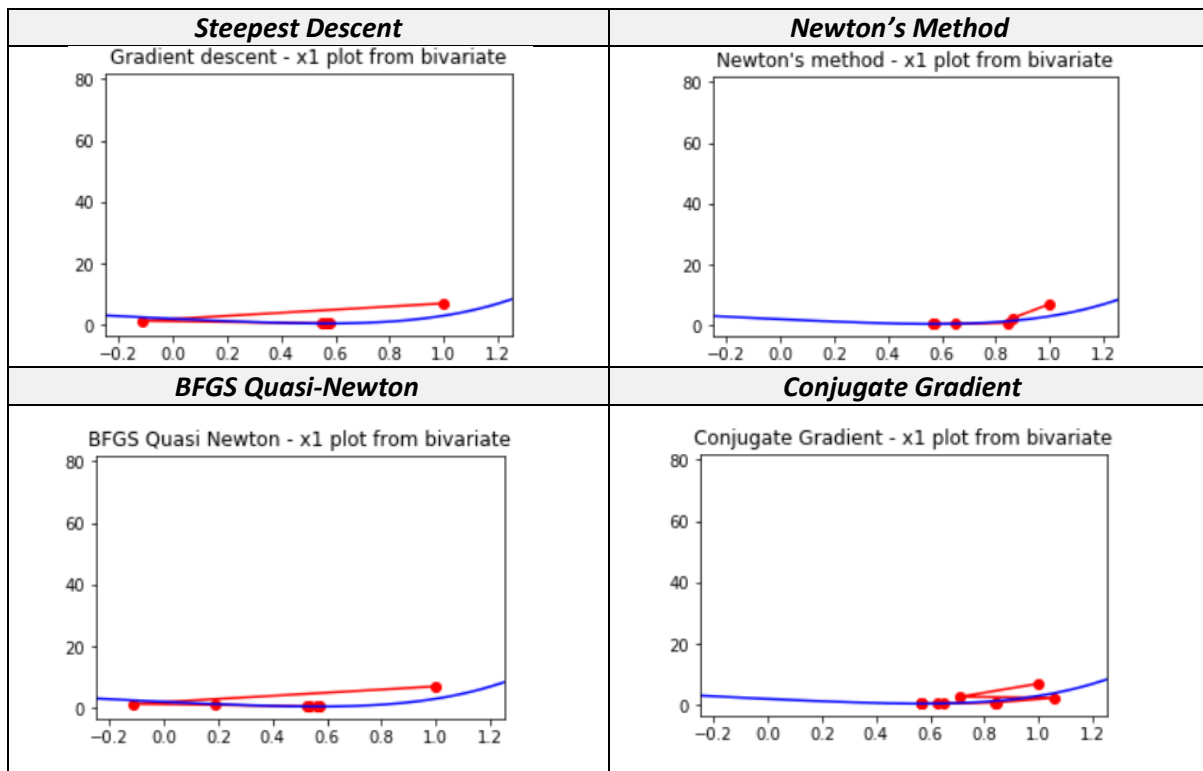 Steepest Descent
Newton's Method
Gradient descent - x1 plot from bivariate
80
60
40
20
0
−0.2 0.0 0.2 0.4 0.6 0.8 1.0 1.2
Newton's method - x1 plot from bivariate
80
60
40
20
0
−0.2 0.0 0.2 0.4 0.6 0.8 1.0 1.2
BFGS Quasi-Newton
Conjugate Gradient
BFGS Quasi Newton - x1 plot from bivariate
80
60
40
20
0
−0.2 0.0 0.2 0.4 0.6 0.8 1.0 1.2
Conjugate Gradient - x1 plot from bivariate
80
60
40
20
0
−0.2 0.0 0.2 0.4 0.6 0.8 1.0 1.2